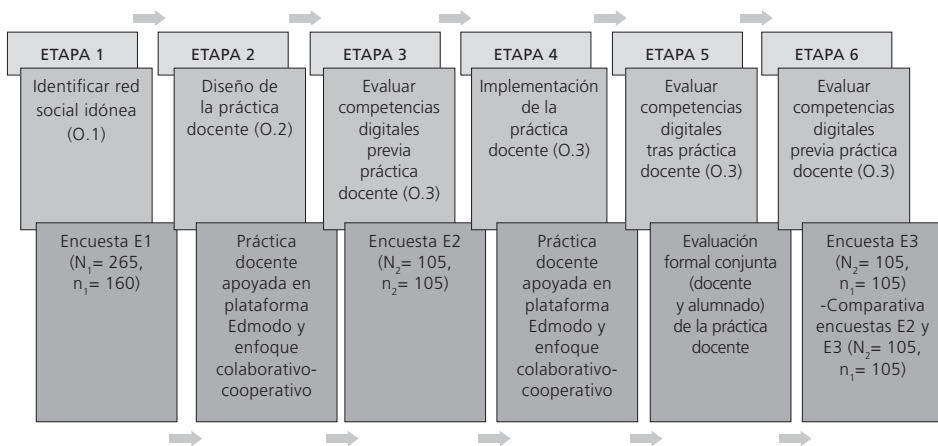 ETAPA 1
Identificar red
social idónea
(O.1)
Encuesta E1
(N₁= 265,
n₁= 160)
ETAPA 2
Diseño de
la práctica
docente (O.2)
Práctica
docente
apoyada en
plataforma
Edmodo y
enfoque
colaborativo-
cooperativo
ETAPA 3
Evaluar
competencias
digitales
previa
práctica
docente (O.3)
Encuesta E2
(N₂= 105,
n₂= 105)
ETAPA 4
Implementación
de la
práctica
docente (O.3)
Práctica
docente
apoyada en
plataforma
Edmodo y
enfoque
colaborativo-
cooperativo
ETAPA 5
Evaluar
competencias
digitales
tras práctica
docente (O.3)
Evaluación
formal conjunta
(docente
y alumnado)
de la práctica
docente
ETAPA 6
Evaluar
competencias
digitales
previa práctica
docente (O.3)
Encuesta E3
(N₂= 105,
n₁= 105)
-Comparativa
encuestas E2 y
E3 (N₂= 105,
n₁= 105)